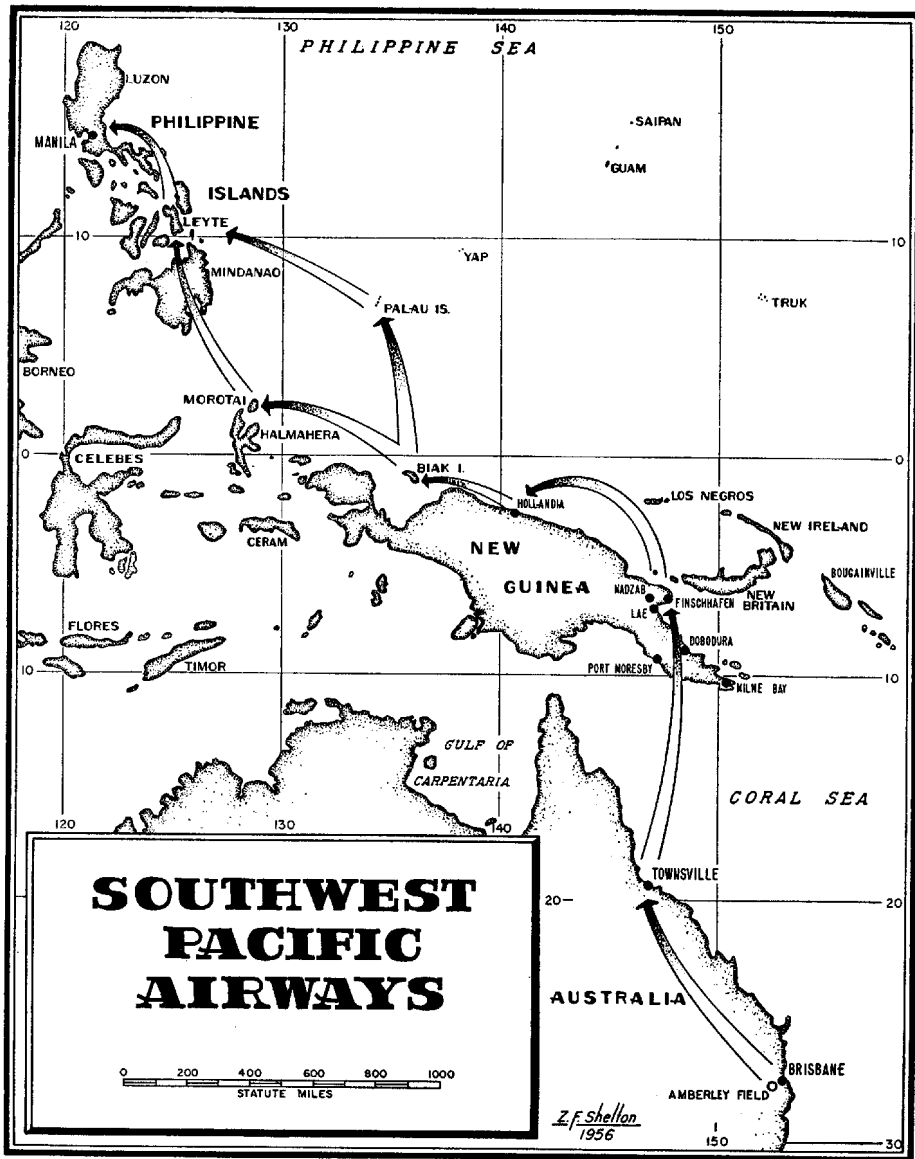 120
130
140
150
PHILIPPINE SEA
LUZON
SAIPAN
PHILIPPINE
MANILA
GUAM
ISLANDS
LEYTE
10
10
YAP
MINDANAO
PALAU IS.
TRUK
BORNEO
MOROTAI
HALMAHERA
0
CELEBES
0
BIAK I.
HOLLANDIA
LOS NEGROS
CERAM
NEW IRELAND
NEW
GUINEA
BOUGAINVILLE
NADZAB
FINSCHHAFEN
NEW
BRITAIN
LAE
FLORES
DOBODURA
TIMOR
PORT MORESBY
10
10
MILNE BAY
GULF OF
CARPENTARIA
CORAL SEA
120
130
140
TOWNSVILLE
SOUTHWEST
PACIFIC
AIRWAYS
20
20
AUSTRALIA
BRISBANE
AMBERLEY FIELD
0 200 400 600 800 1000
STATUTE MILES
Z.F. Shelton
1956
150
30